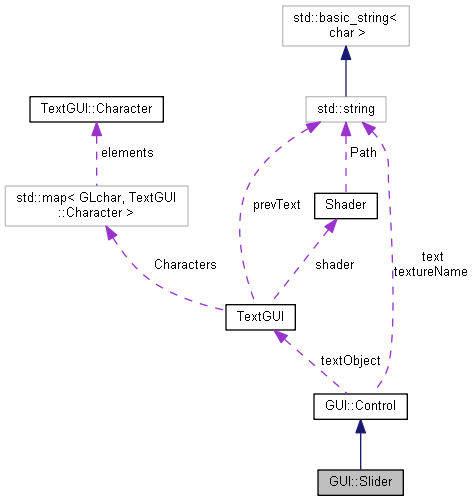 std::basic_string<
char >
TextGUI::Character
std::string
elements
Path
std::map< GLchar, TextGUI
::Character >
prevText
Shader
Characters
shader
text
textureName
TextGUI
textObject
GUI::Control
GUI::Slider